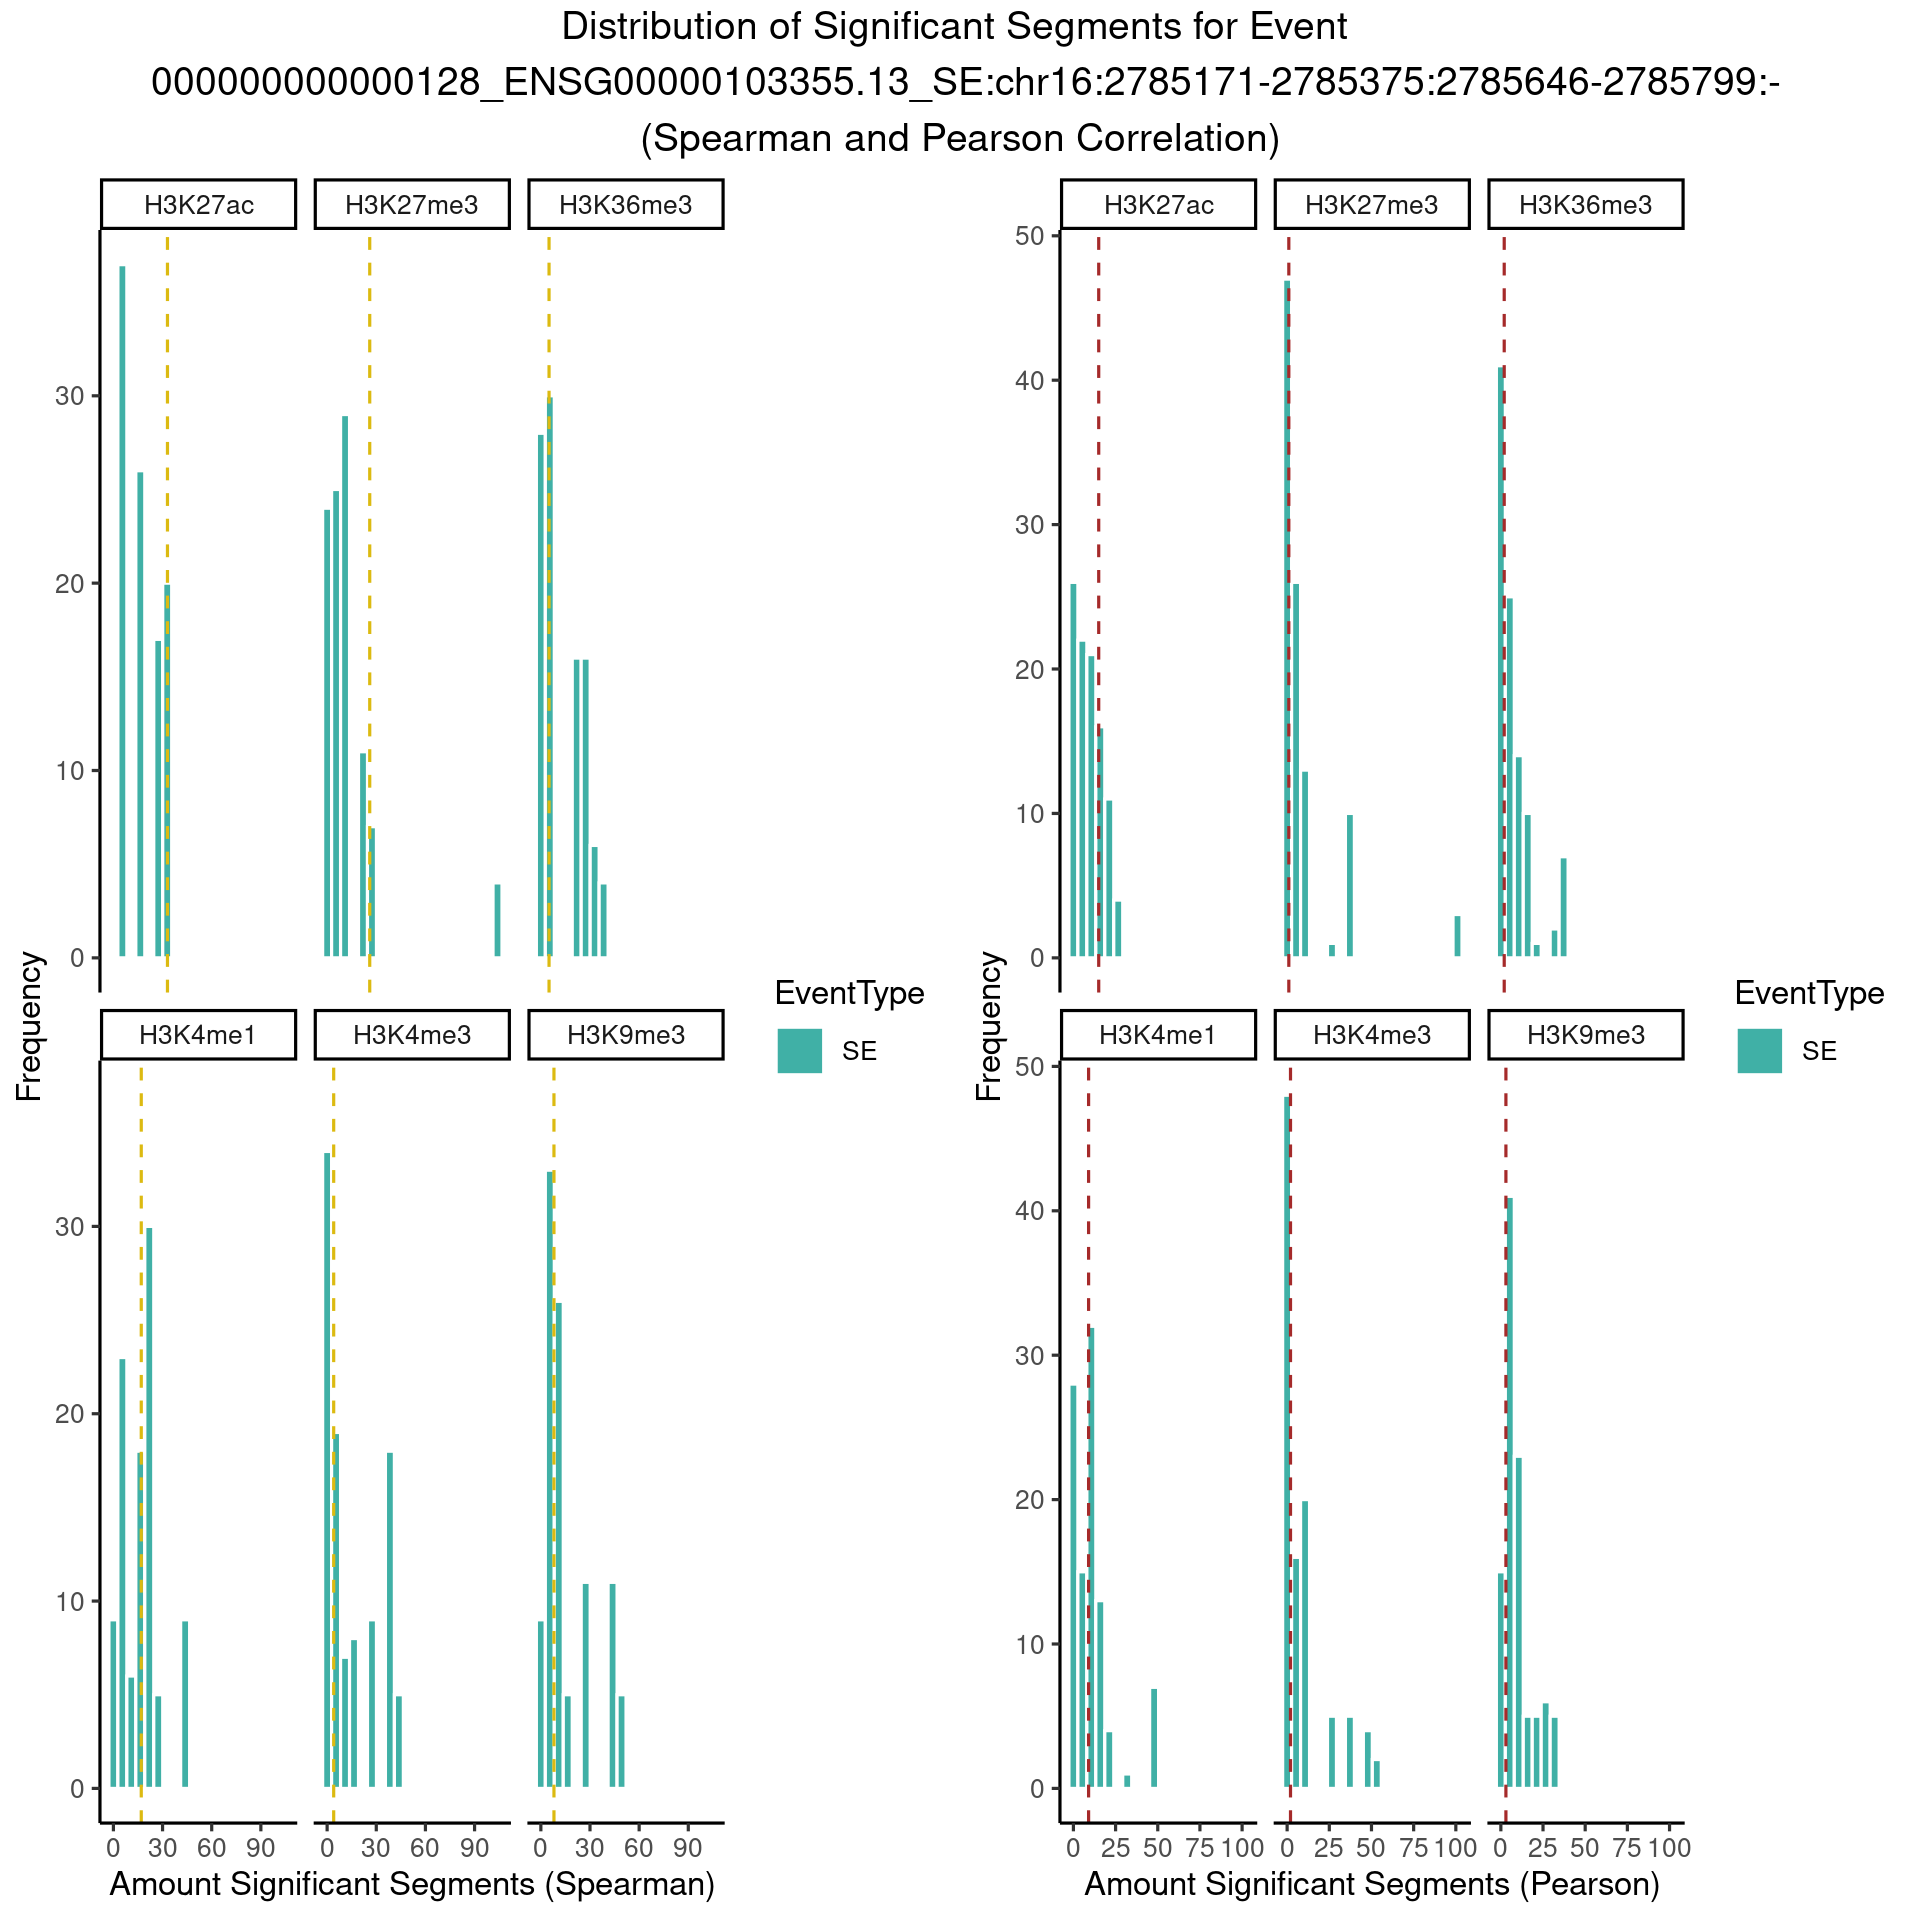 Distribution of Significant Segments for Event
000000000000128_ENSG00000103355.13_SE:chr16:2785171-2785375:2785646-2785799:-
(Spearman and Pearson Correlation)
H3K27ac H3K27me3 H3K36me3
30
20
10
0
H3K4me1 H3K4me3 H3K9me3
30
20
10
0
Frequency
0 30 60 90 0 30 60 90 0 30 60 90
Amount Significant Segments (Spearman)
EventType
SE
H3K27ac H3K27me3 H3K36me3
50
40
30
20
10
0
H3K4me1 H3K4me3 H3K9me3
50
40
30
20
10
0
Frequency
0 25 50 75 100 0 25 50 75 100 0 25 50 75 100
Amount Significant Segments (Pearson)
EventType
SE